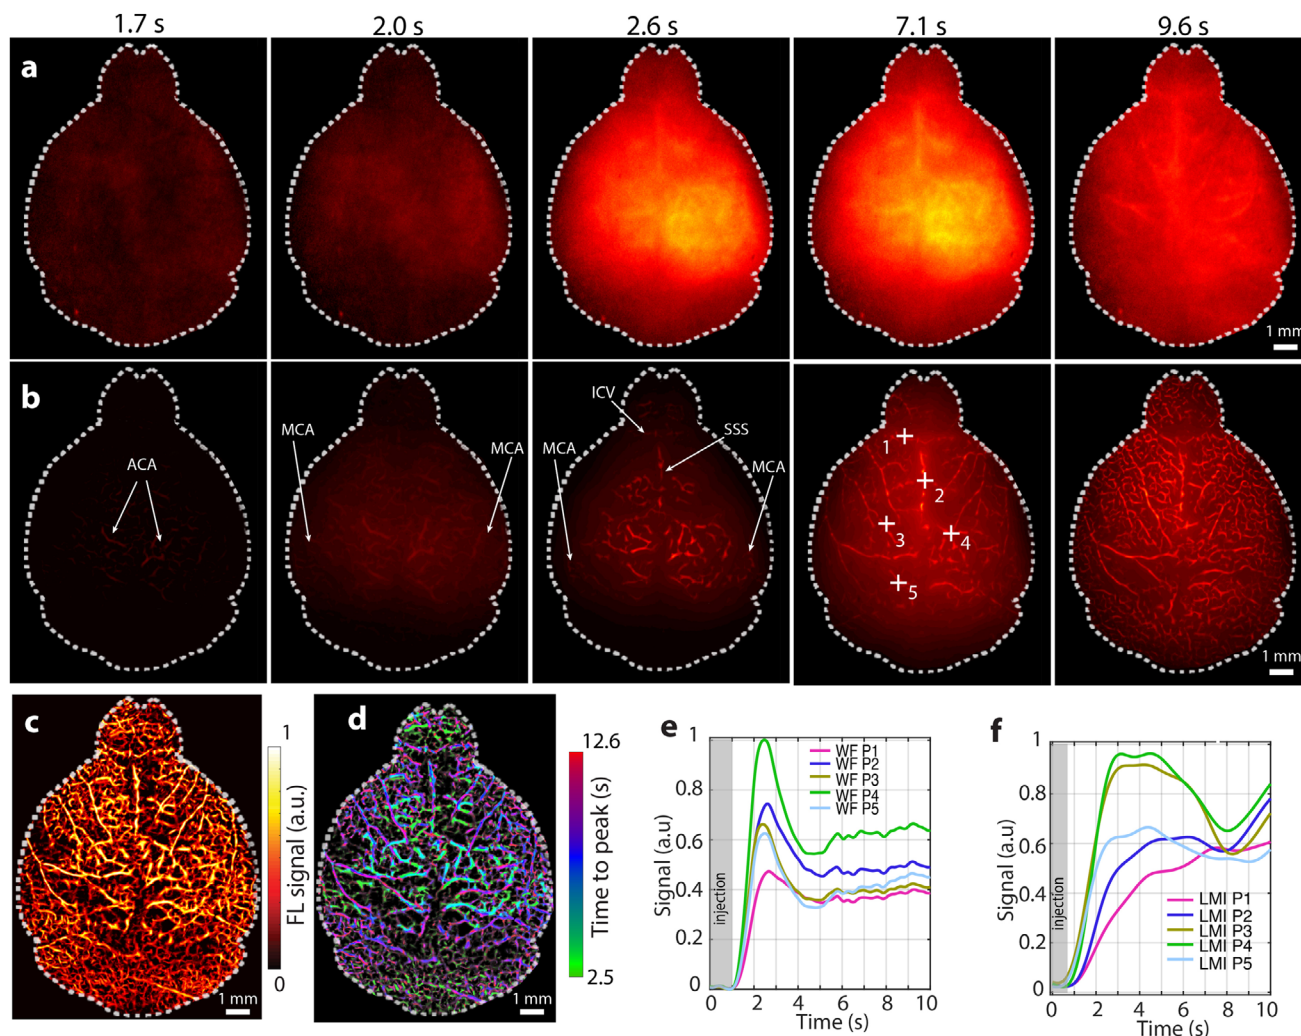 1.7 s 2.0 s 2.6 s 7.1 s 9.6 s
a
1 mm
b
ACA
MCA MCA
ICV SSS MCA MCA
1
2
3 4
5
1 mm
c
1
FL signal (a.u.)
0
1 mm
d
12.6
Time to peak (s)
2.5
1 mm
e
1
0.8
0.6
0.4
0.2
0
Signal (a.u)
injection
WF P1
WF P2
WF P3
WF P4
WF P5
0 2 4 6 8 10
Time (s)
f
1
0.8
0.6
0.4
0.2
0
Signal (a.u)
injection
LMI P1
LMI P2
LMI P3
LMI P4
LMI P5
0 2 4 6 8 10
Time (s)